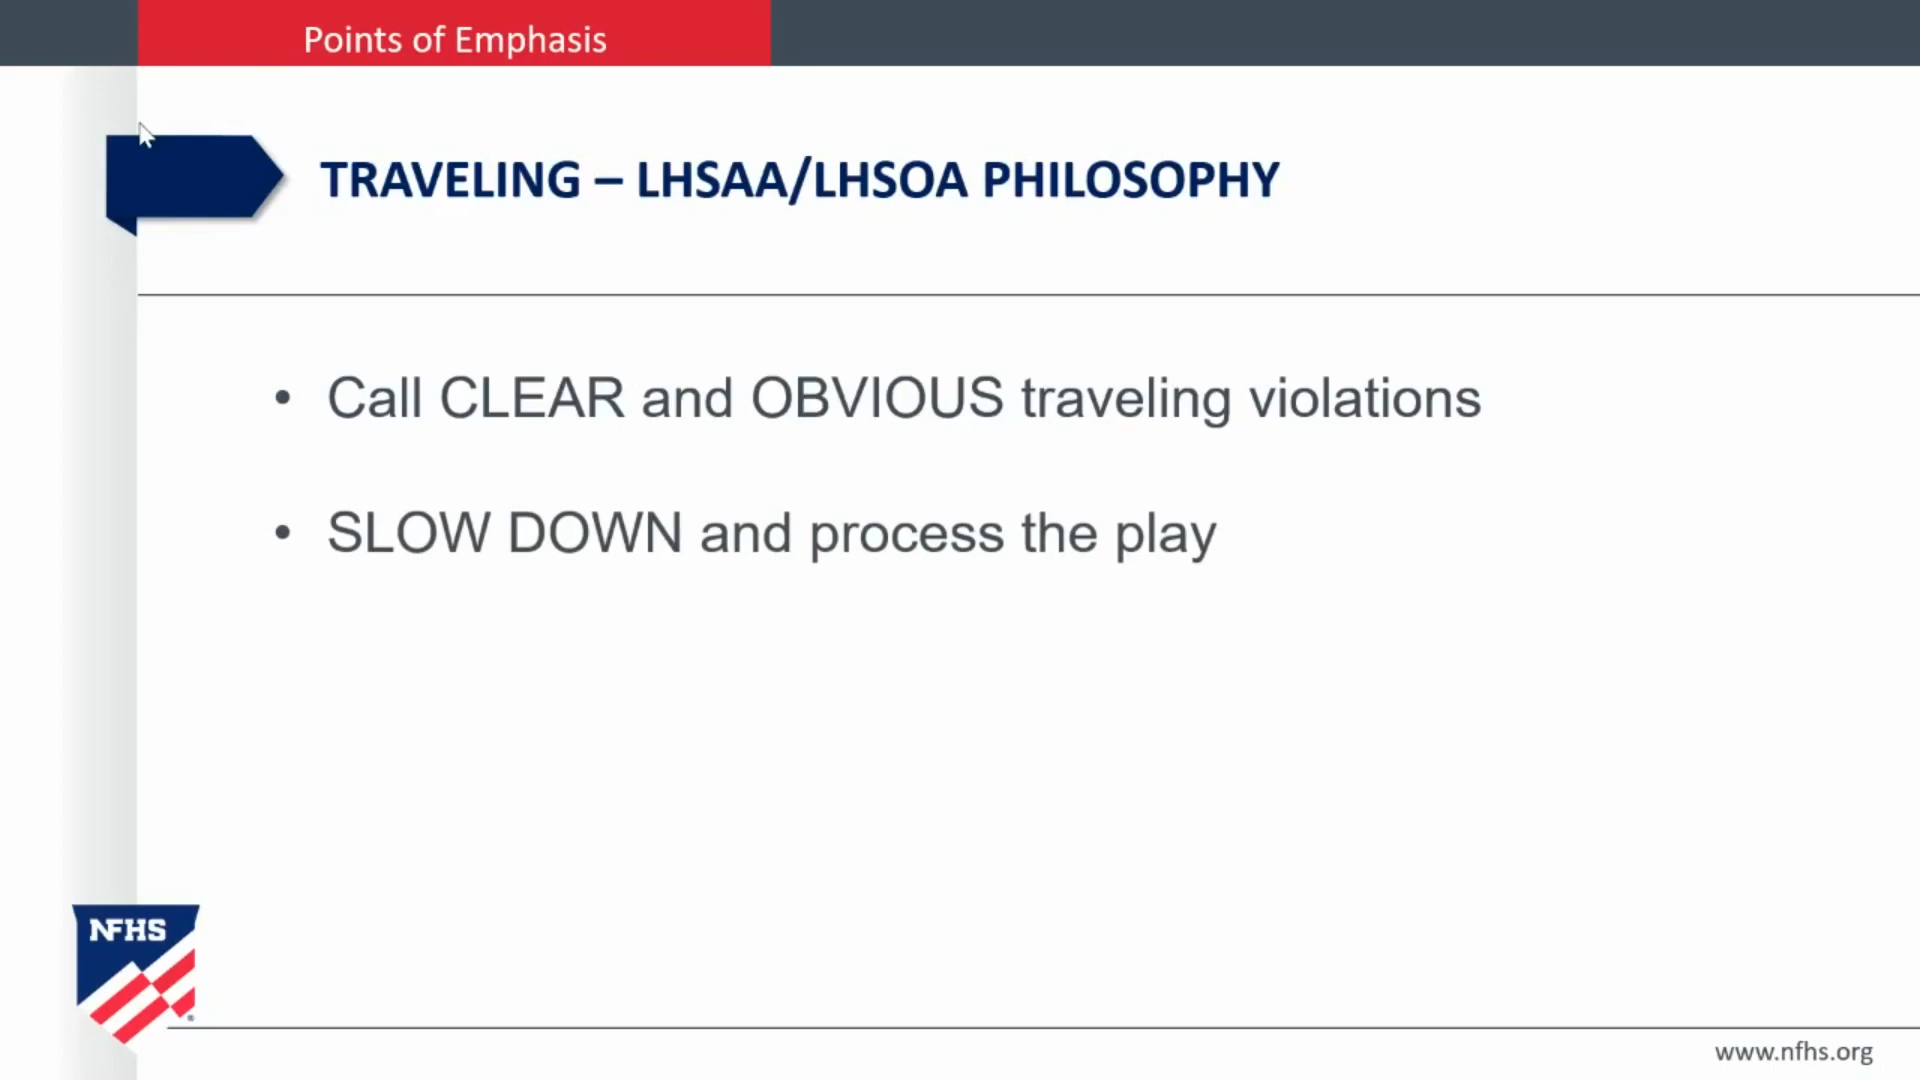 Points of Emphasis
TRAVELING – LHSAA/LHSOA PHILOSOPHY
• Call CLEAR and OBVIOUS traveling violations
• SLOW DOWN and process the play
NFHS
®
www.nfhs.org